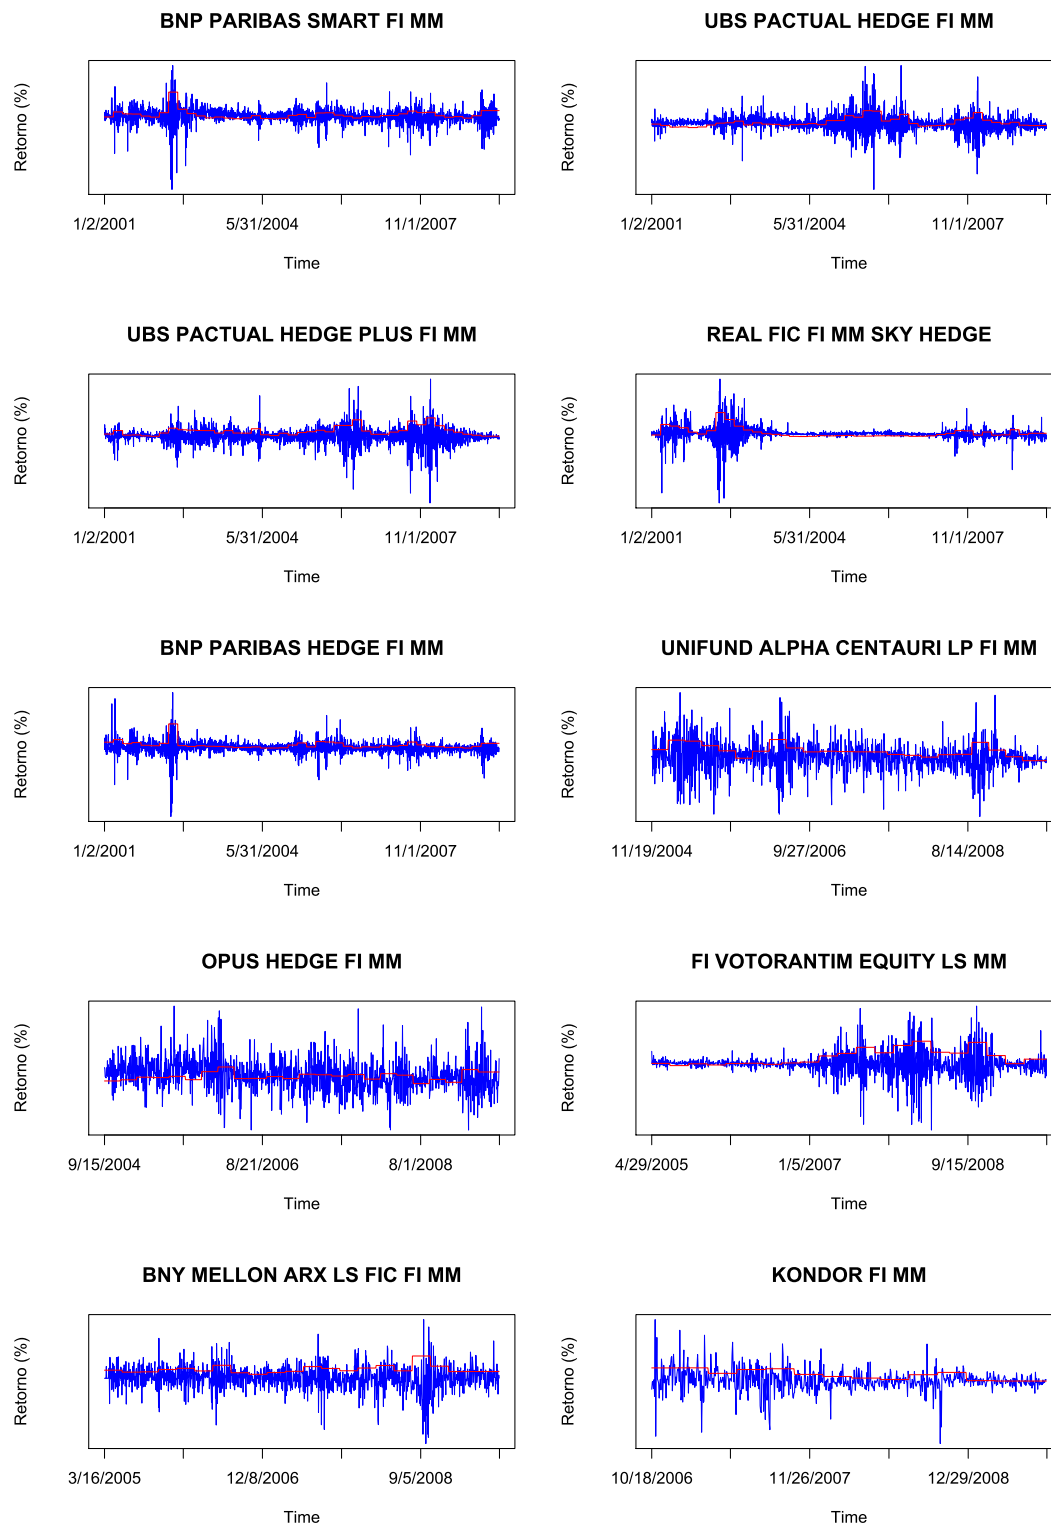 BNP PARIBAS SMART FI MM
Retorno (%)
1/2/2001 5/31/2004 11/1/2007
Time
UBS PACTUAL HEDGE FI MM
Retorno (%)
1/2/2001 5/31/2004 11/1/2007
Time
UBS PACTUAL HEDGE PLUS FI MM
Retorno (%)
1/2/2001 5/31/2004 11/1/2007
Time
REAL FIC FI MM SKY HEDGE
Retorno (%)
1/2/2001 5/31/2004 11/1/2007
Time
BNP PARIBAS HEDGE FI MM
Retorno (%)
1/2/2001 5/31/2004 11/1/2007
Time
UNIFUND ALPHA CENTAURI LP FI MM
Retorno (%)
11/19/2004 9/27/2006 8/14/2008
Time
OPUS HEDGE FI MM
Retorno (%)
9/15/2004 8/21/2006 8/1/2008
Time
FI VOTORANTIM EQUITY LS MM
Retorno (%)
4/29/2005 1/5/2007 9/15/2008
Time
BNY MELLON ARX LS FIC FI MM
Retorno (%)
3/16/2005 12/8/2006 9/5/2008
Time
KONDOR FI MM
Retorno (%)
10/18/2006 11/26/2007 12/29/2008
Time